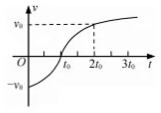 v
v₀
O
t₀ 2t₀ 3t₀ t
−v₀